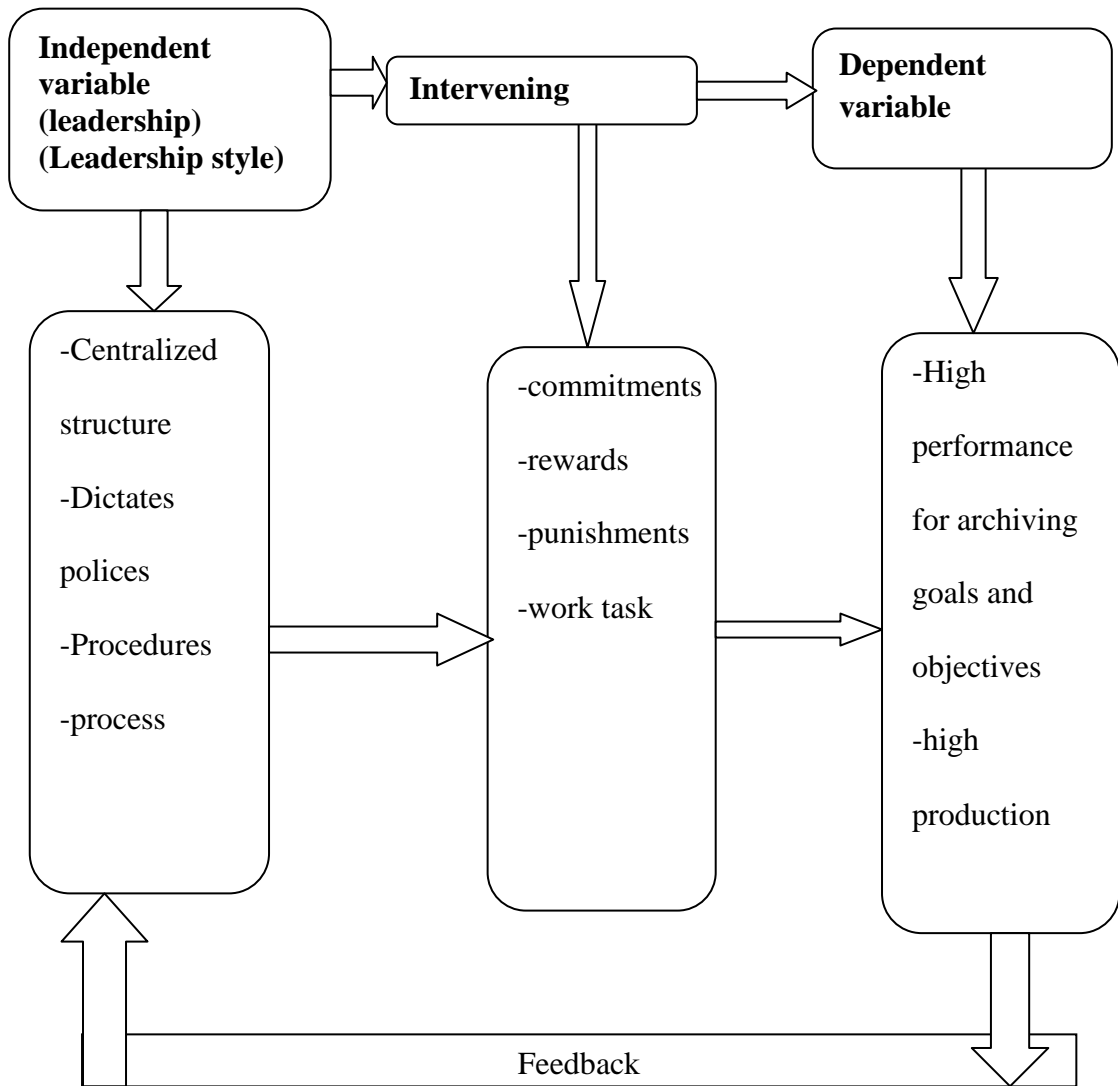 Independent
variable
(leadership)
(Leadership style)
Intervening
Dependent
variable
-Centralized
structure
-Dictates
polices
-Procedures
-process
-commitments
-rewards
-punishments
-work task
-High
performance
for archiving
goals and
objectives
-high
production
Feedback